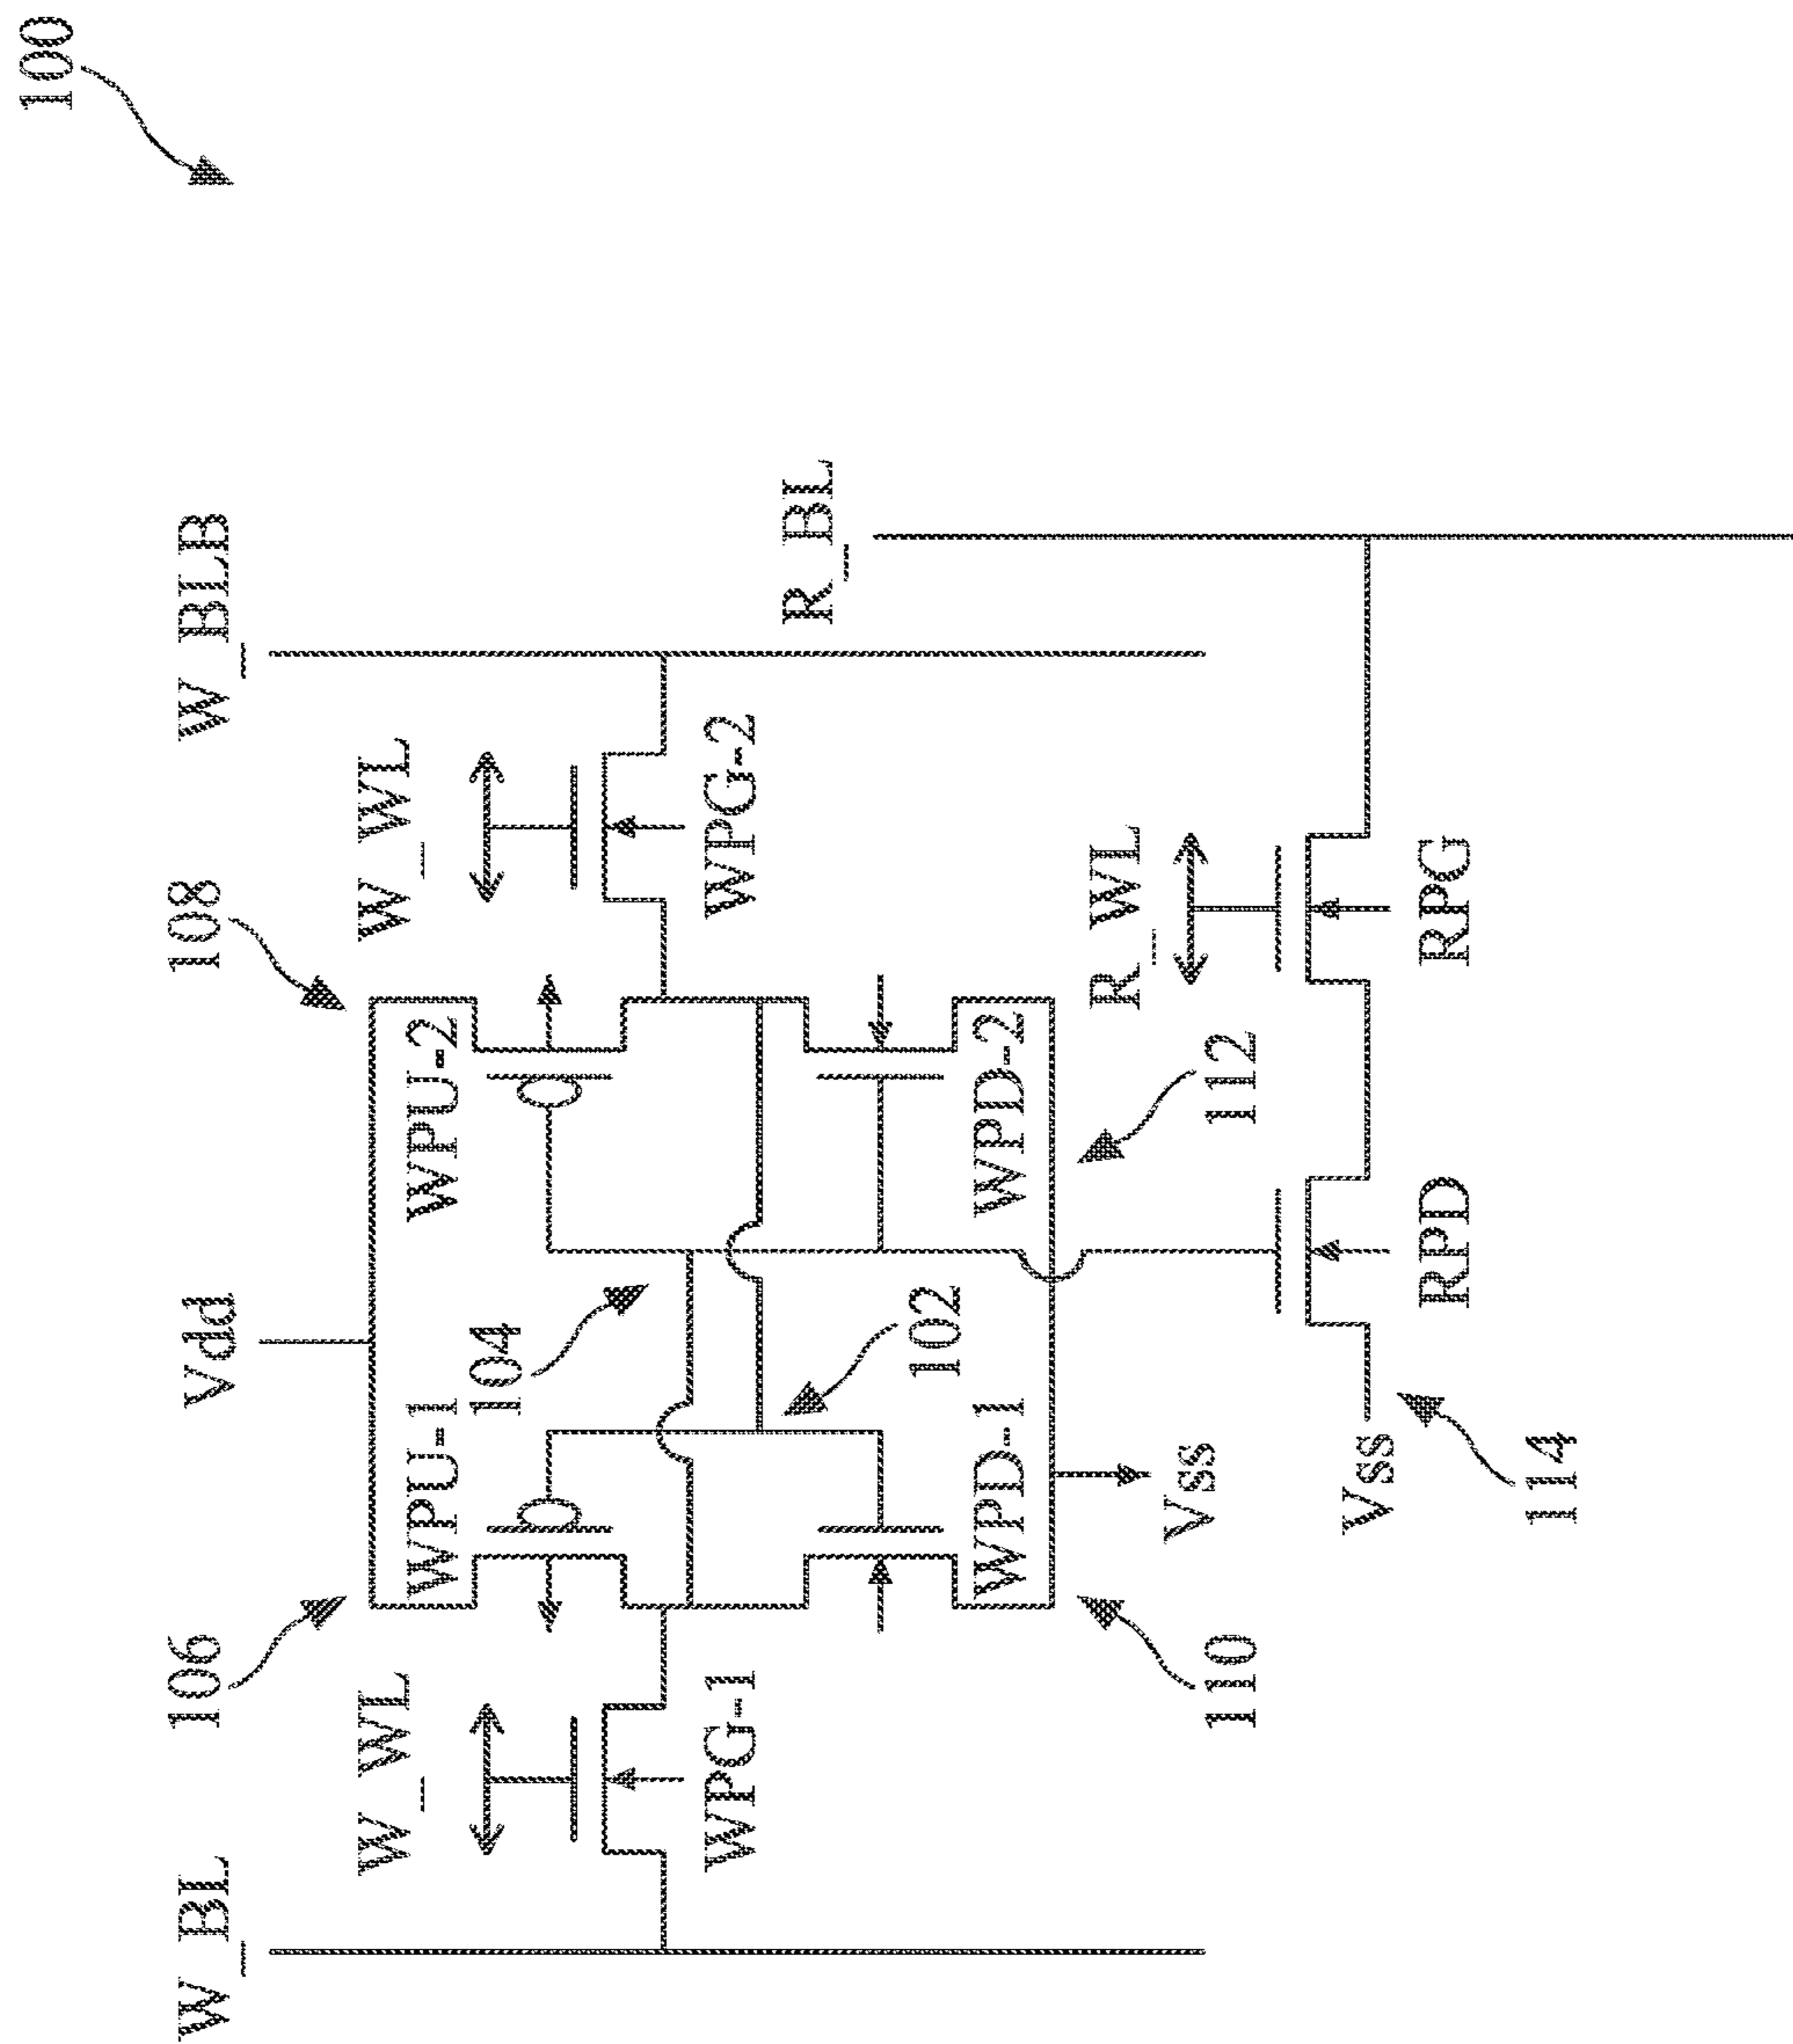 100
W_BL
106
Vdd
108
W_BLB
W_WL
W_WL
WPU-1
WPU-2
104
WPG-1
WPG-2
R_BL
102
WPD-1
WPD-2
R_WL
Vss
110
112
Vss
RPD
RPG
114